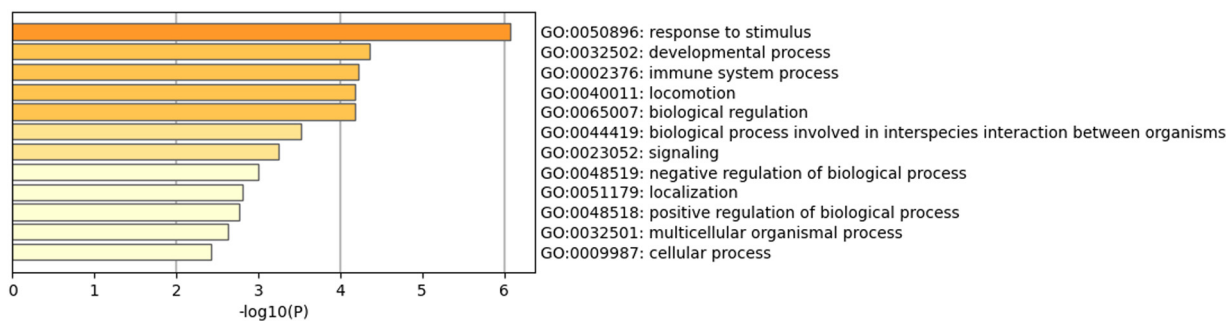 GO:0050896: response to stimulus
GO:0032502: developmental process
GO:0002376: immune system process
GO:0040011: locomotion
GO:0065007: biological regulation
GO:0044419: biological process involved in interspecies interaction between organisms
GO:0023052: signaling
GO:0048519: negative regulation of biological process
GO:0051179: localization
GO:0048518: positive regulation of biological process
GO:0032501: multicellular organismal process
GO:0009987: cellular process
0 1 2 3 4 5 6
-log10(P)